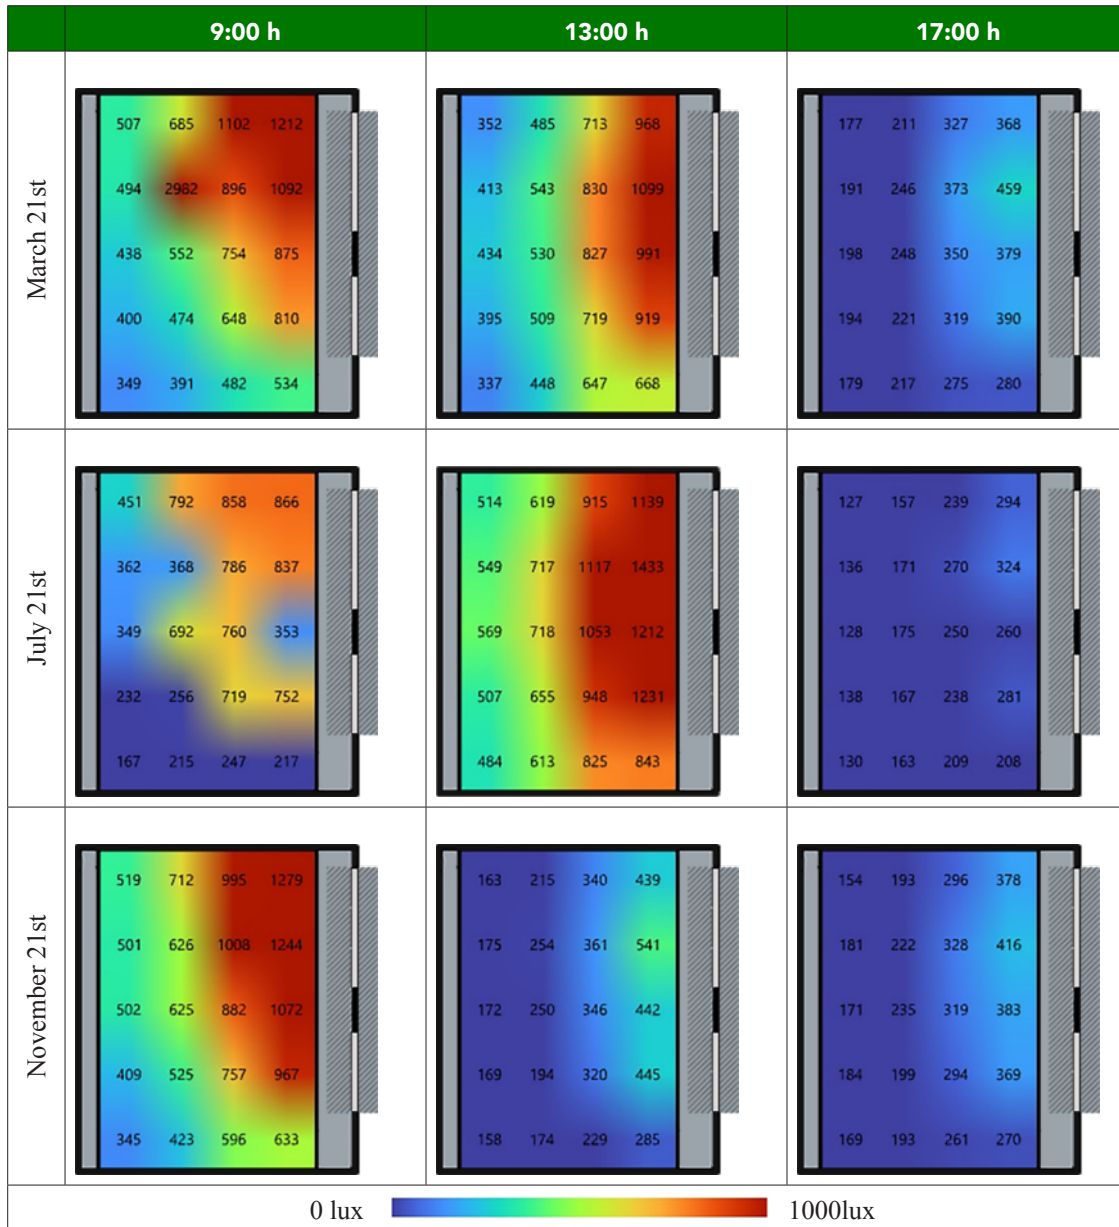 9:00 h 13:00 h 17:00 h
March 21st
507 685 1102 1212 352 485 713 968 177 211 327 368
494 2982 896 1092 413 543 830 1099 191 246 373 459
438 552 754 875 434 530 827 991 198 248 350 379
400 474 648 810 395 509 719 919 194 221 319 390
349 391 482 534 337 448 647 668 179 217 275 280
July 21st
451 792 858 866 514 619 915 1139 127 157 239 294
362 368 786 837 549 717 1117 1433 136 171 270 324
349 692 760 353 569 718 1053 1212 128 175 250 260
232 256 719 752 507 655 948 1231 138 167 238 281
167 215 247 217 484 613 825 843 130 163 209 208
November 21st
519 712 995 1279 163 215 340 439 154 193 296 378
501 626 1008 1244 175 254 361 541 181 222 328 416
502 625 882 1072 172 250 346 442 171 235 319 383
409 525 757 967 169 194 320 445 184 199 294 369
345 423 596 633 158 174 229 285 169 193 261 270
0 lux 1000lux